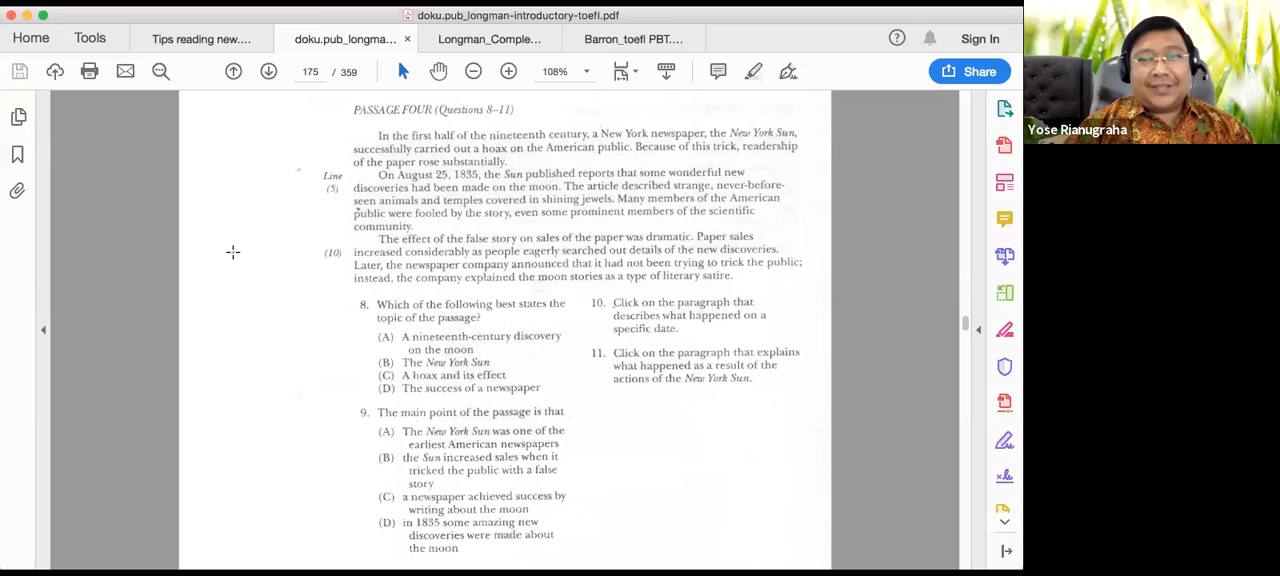 doku.pub_longman-introductory-toefl.pdf
Home Tools Tips reading new.... doku.pub_longma... × Longman_Comple... Barron_toefl PBT.... Sign In
175 / 359 108% Share
Yose Rianugraha
PASSAGE FOUR (Questions 8–11)
In the first half of the nineteenth century, a New York newspaper, the New York Sun,
successfully carried out a hoax on the American public. Because of this trick, readership
of the paper rose substantially.
Line On August 25, 1835, the Sun published reports that some wonderful new
(5) discoveries had been made on the moon. The article described strange, never-before-
seen animals and temples covered in shining jewels. Many members of the American
public were fooled by the story, even some prominent members of the scientific
community.
The effect of the false story on sales of the paper was dramatic. Paper sales
(10) increased considerably as people eagerly searched out details of the new discoveries.
Later, the newspaper company announced that it had not been trying to trick the public;
instead, the company explained the moon stories as a type of literary satire.
8. Which of the following best states the
topic of the passage?
(A) A nineteenth-century discovery
on the moon
(B) The New York Sun
(C) A hoax and its effect
(D) The success of a newspaper
9. The main point of the passage is that
(A) The New York Sun was one of the
earliest American newspapers
(B) the Sun increased sales when it
tricked the public with a false
story
(C) a newspaper achieved success by
writing about the moon
(D) in 1835 some amazing new
discoveries were made about
the moon
10. Click on the paragraph that
describes what happened on a
specific date.
11. Click on the paragraph that explains
what happened as a result of the
actions of the New York Sun.